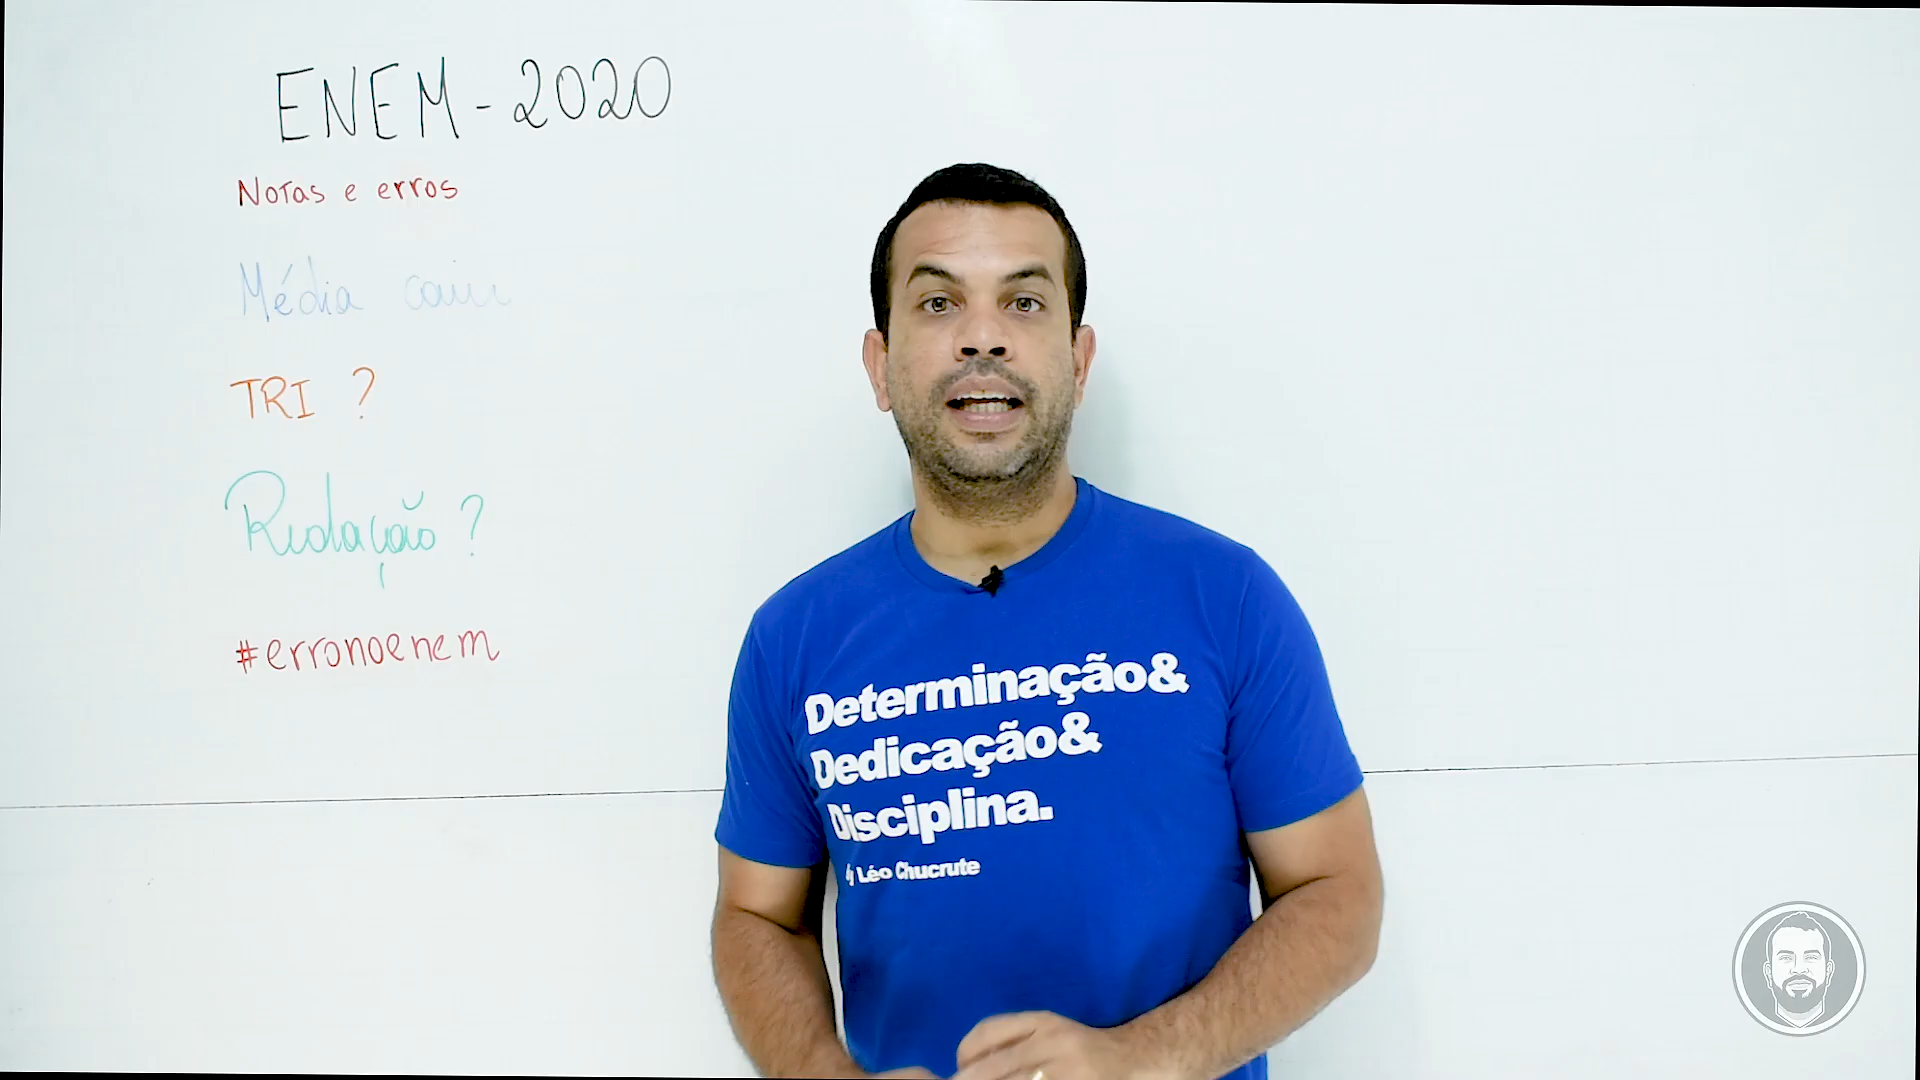 ENEM - 2020
Notas e erros
Média caiu
TRI ?
Redação ?
#erronoenem
Determinação&
Dedicação&
Disciplina.
by Léo Chucrute